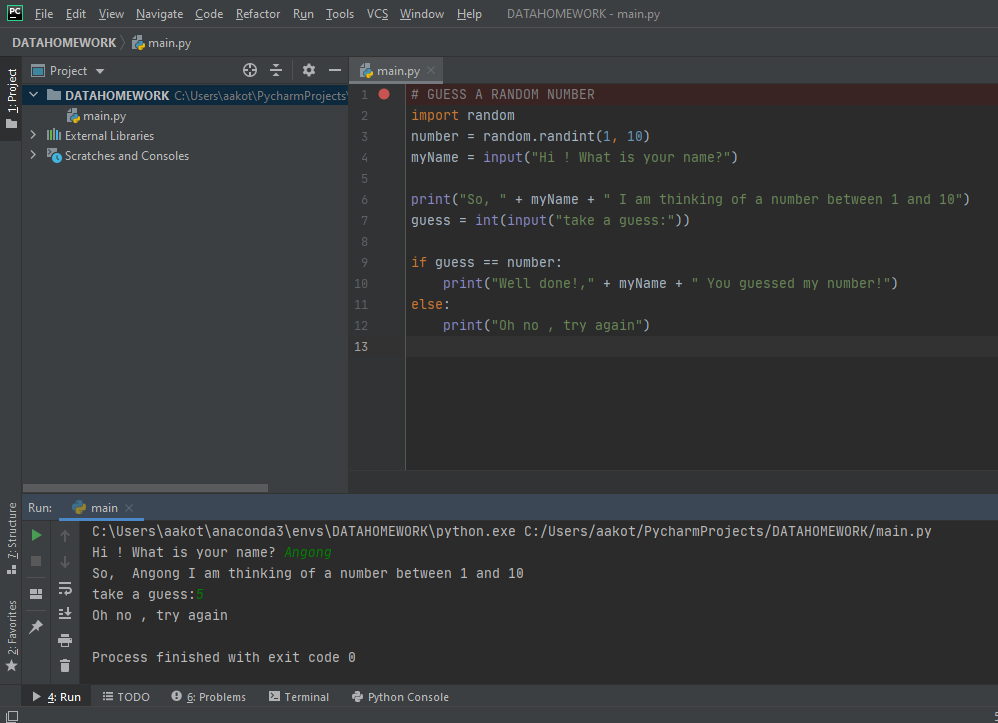 PC File Edit View Navigate Code Refactor Run Tools VCS Window Help DATAHOMEWORK - main.py
DATAHOMEWORK main.py
1: Project
Project
DATAHOMEWORK C:\Users\aakot\PycharmProjects\
main.py
External Libraries
Scratches and Consoles
main.py
1 # GUESS A RANDOM NUMBER
2 import random
3 number = random.randint(1, 10)
4 myName = input("Hi ! What is your name?")
5
6 print("So, " + myName + " I am thinking of a number between 1 and 10")
7 guess = int(input("take a guess:"))
8
9 if guess == number:
10 print("Well done!," + myName + " You guessed my number!")
11 else:
12 print("Oh no , try again")
13
7: Structure
2: Favorites
Run: main
C:\Users\aakot\anaconda3\envs\DATAHOMEWORK\python.exe C:/Users/aakot/PycharmProjects/DATAHOMEWORK/main.py
Hi ! What is your name? Angong
So,  Angong I am thinking of a number between 1 and 10
take a guess:5
Oh no , try again
Process finished with exit code 0
4: Run TODO 6: Problems Terminal Python Console